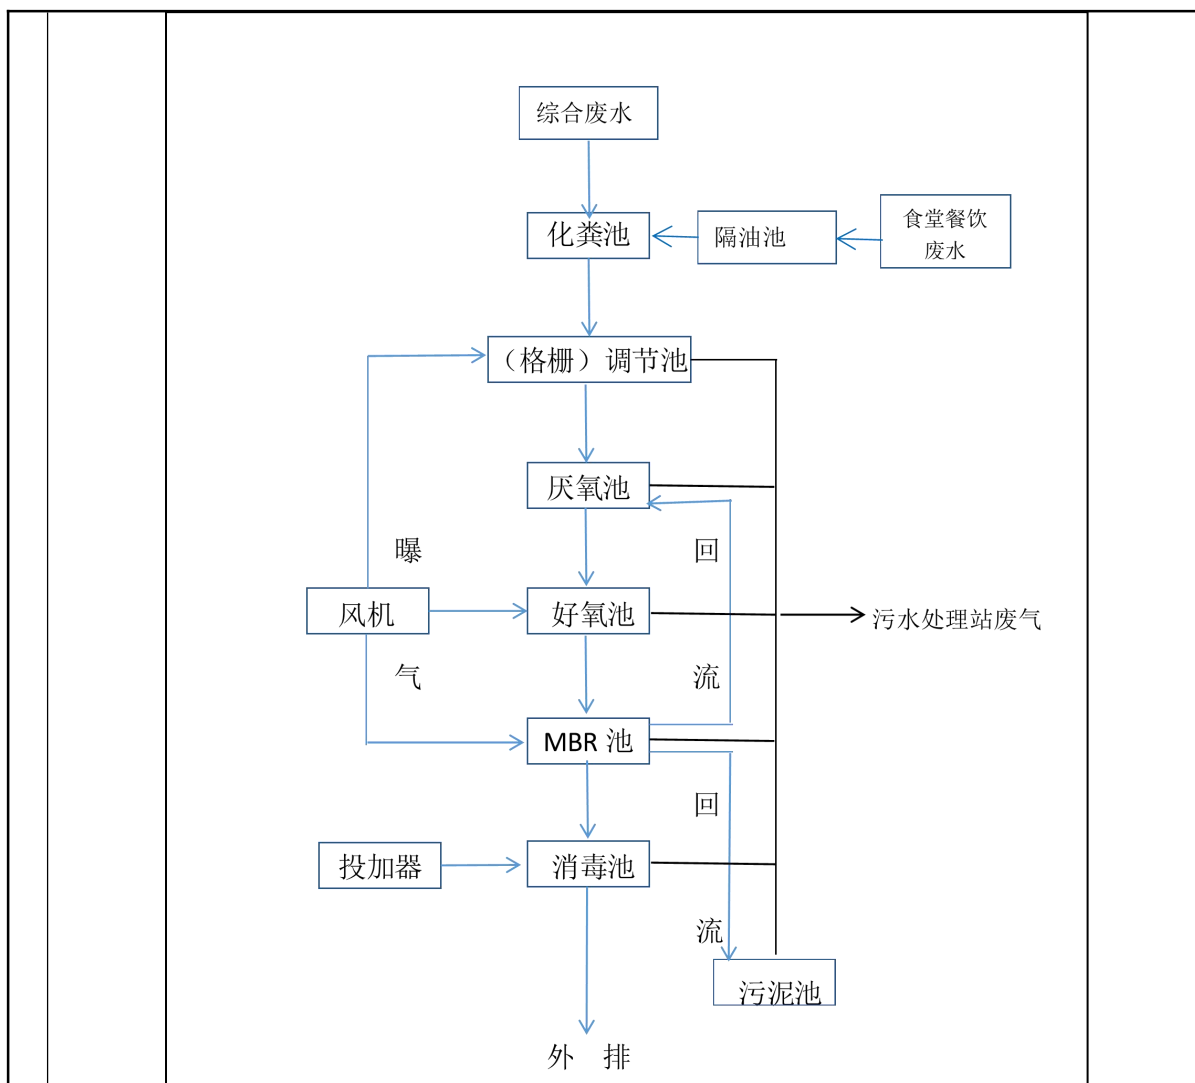 综合废水
化粪池
隔油池
食堂餐饮
废水
（格栅）调节池
厌氧池
曝
回
风机
好氧池
污水处理站废气
气
流
MBR 池
回
投加器
消毒池
流
污泥池
外 排